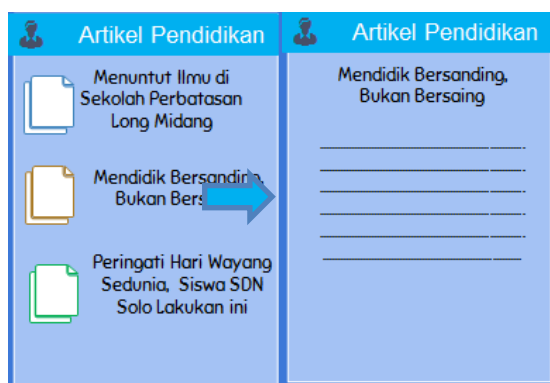 Artikel Pendidikan
Menuntut Ilmu di
Sekolah Perbatasan
Long Midang
Mendidik Bersanding,
Bukan Bers
Peringati Hari Wayang
Sedunia, Siswa SDN
Solo Lakukan ini
Artikel Pendidikan
Mendidik Bersanding,
Bukan Bersaing